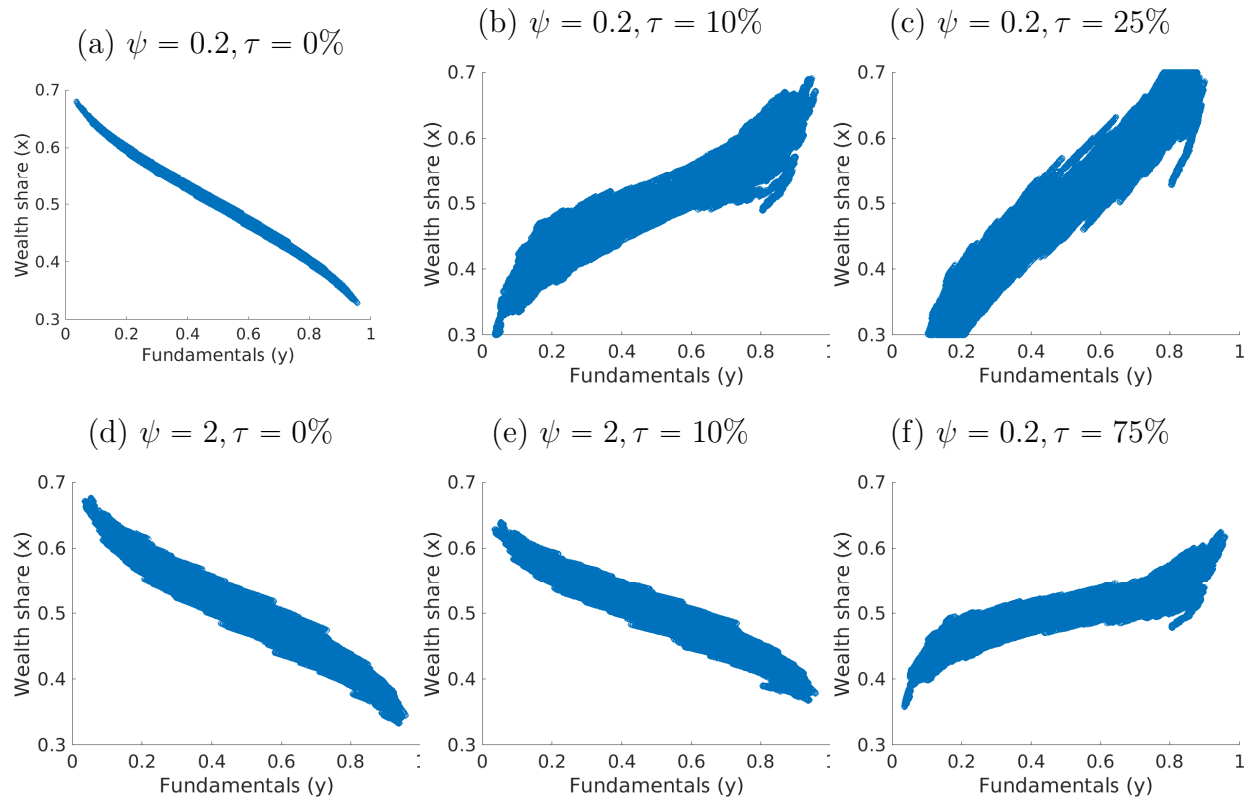 (a) ψ = 0.2, τ = 0%
0.7
0.6
0.5
0.4
0.3
Wealth share (x)
0 0.2 0.4 0.6 0.8 1
Fundamentals (y)
(b) ψ = 0.2, τ = 10%
0.7
0.6
0.5
0.4
0.3
Wealth share (x)
0 0.2 0.4 0.6 0.8 1
Fundamentals (y)
(c) ψ = 0.2, τ = 25%
0.7
0.6
0.5
0.4
0.3
Wealth share (x)
0 0.2 0.4 0.6 0.8 1
Fundamentals (y)
(d) ψ = 2, τ = 0%
0.7
0.6
0.5
0.4
0.3
Wealth share (x)
0 0.2 0.4 0.6 0.8
Fundamentals (y)
(e) ψ = 2, τ = 10%
0.7
0.6
0.5
0.4
0.3
Wealth share (x)
0 0.2 0.4 0.6 0.8
Fundamentals (y)
(f) ψ = 0.2, τ = 75%
0.7
0.6
0.5
0.4
0.3
Wealth share (x)
0 0.2 0.4 0.6 0.8 1
Fundamentals (y)